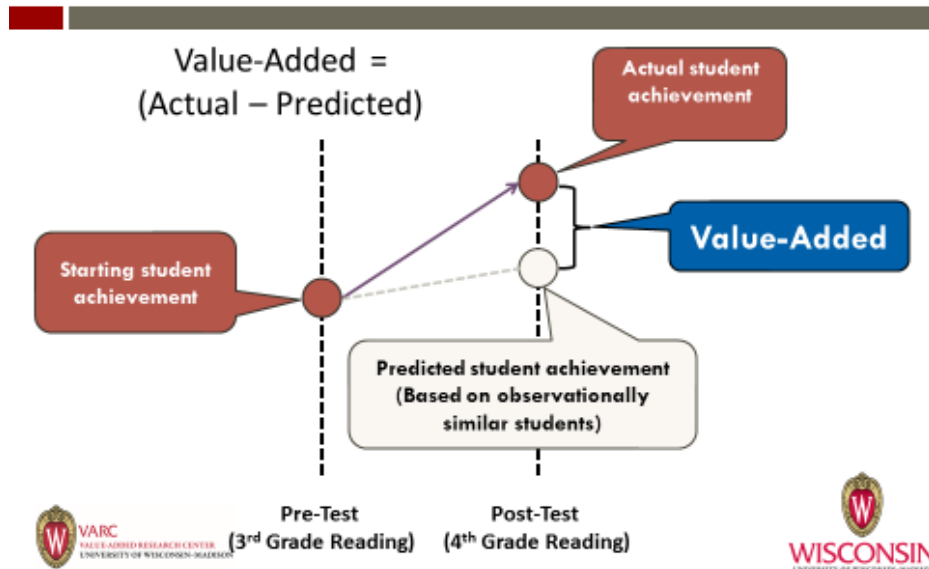 Value-Added =
(Actual – Predicted)
Actual student
achievement
Value-Added
Starting student
achievement
Predicted student achievement
(Based on observationally
similar students)
Pre-Test
(3rd Grade Reading)
Post-Test
(4th Grade Reading)
VARC
VALUE-ADDED RESEARCH CENTER
UNIVERSITY OF WISCONSIN-MADISON
W
W
WISCONSIN